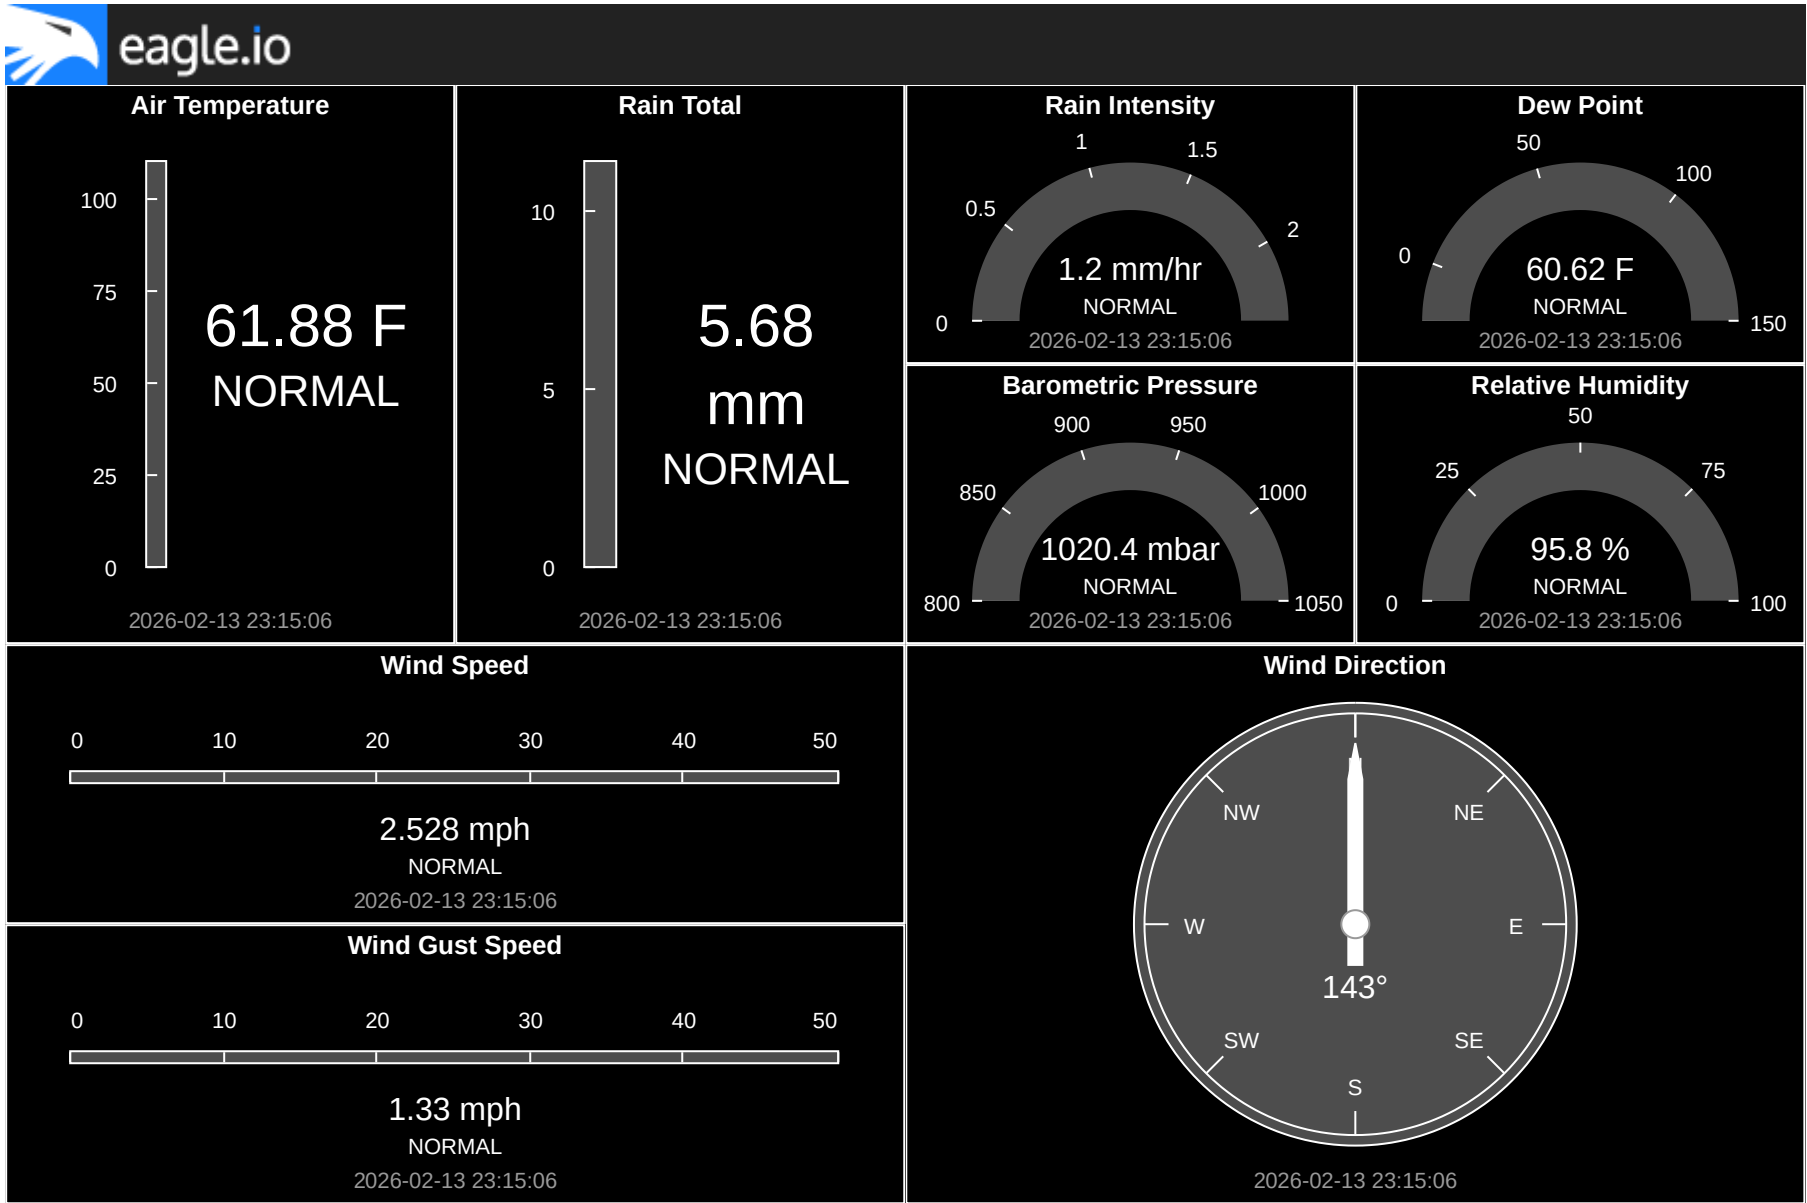 eagle.io
Air Temperature
100
75
50
25
0
61.88 F
NORMAL
2026-02-13 23:15:06
Rain Total
10
5
0
5.68
mm
NORMAL
2026-02-13 23:15:06
Rain Intensity
0
0.5
1
1.5
2
1.2 mm/hr
NORMAL
2026-02-13 23:15:06
Dew Point
0
50
100
150
60.62 F
NORMAL
2026-02-13 23:15:06
Barometric Pressure
800
850
900
950
1000
1050
1020.4 mbar
NORMAL
2026-02-13 23:15:06
Relative Humidity
0
25
50
75
100
95.8 %
NORMAL
2026-02-13 23:15:06
Wind Speed
0 10 20 30 40 50
2.528 mph
NORMAL
2026-02-13 23:15:06
Wind Gust Speed
0 10 20 30 40 50
1.33 mph
NORMAL
2026-02-13 23:15:06
Wind Direction
NW NE
W E
143°
SW SE
S
2026-02-13 23:15:06